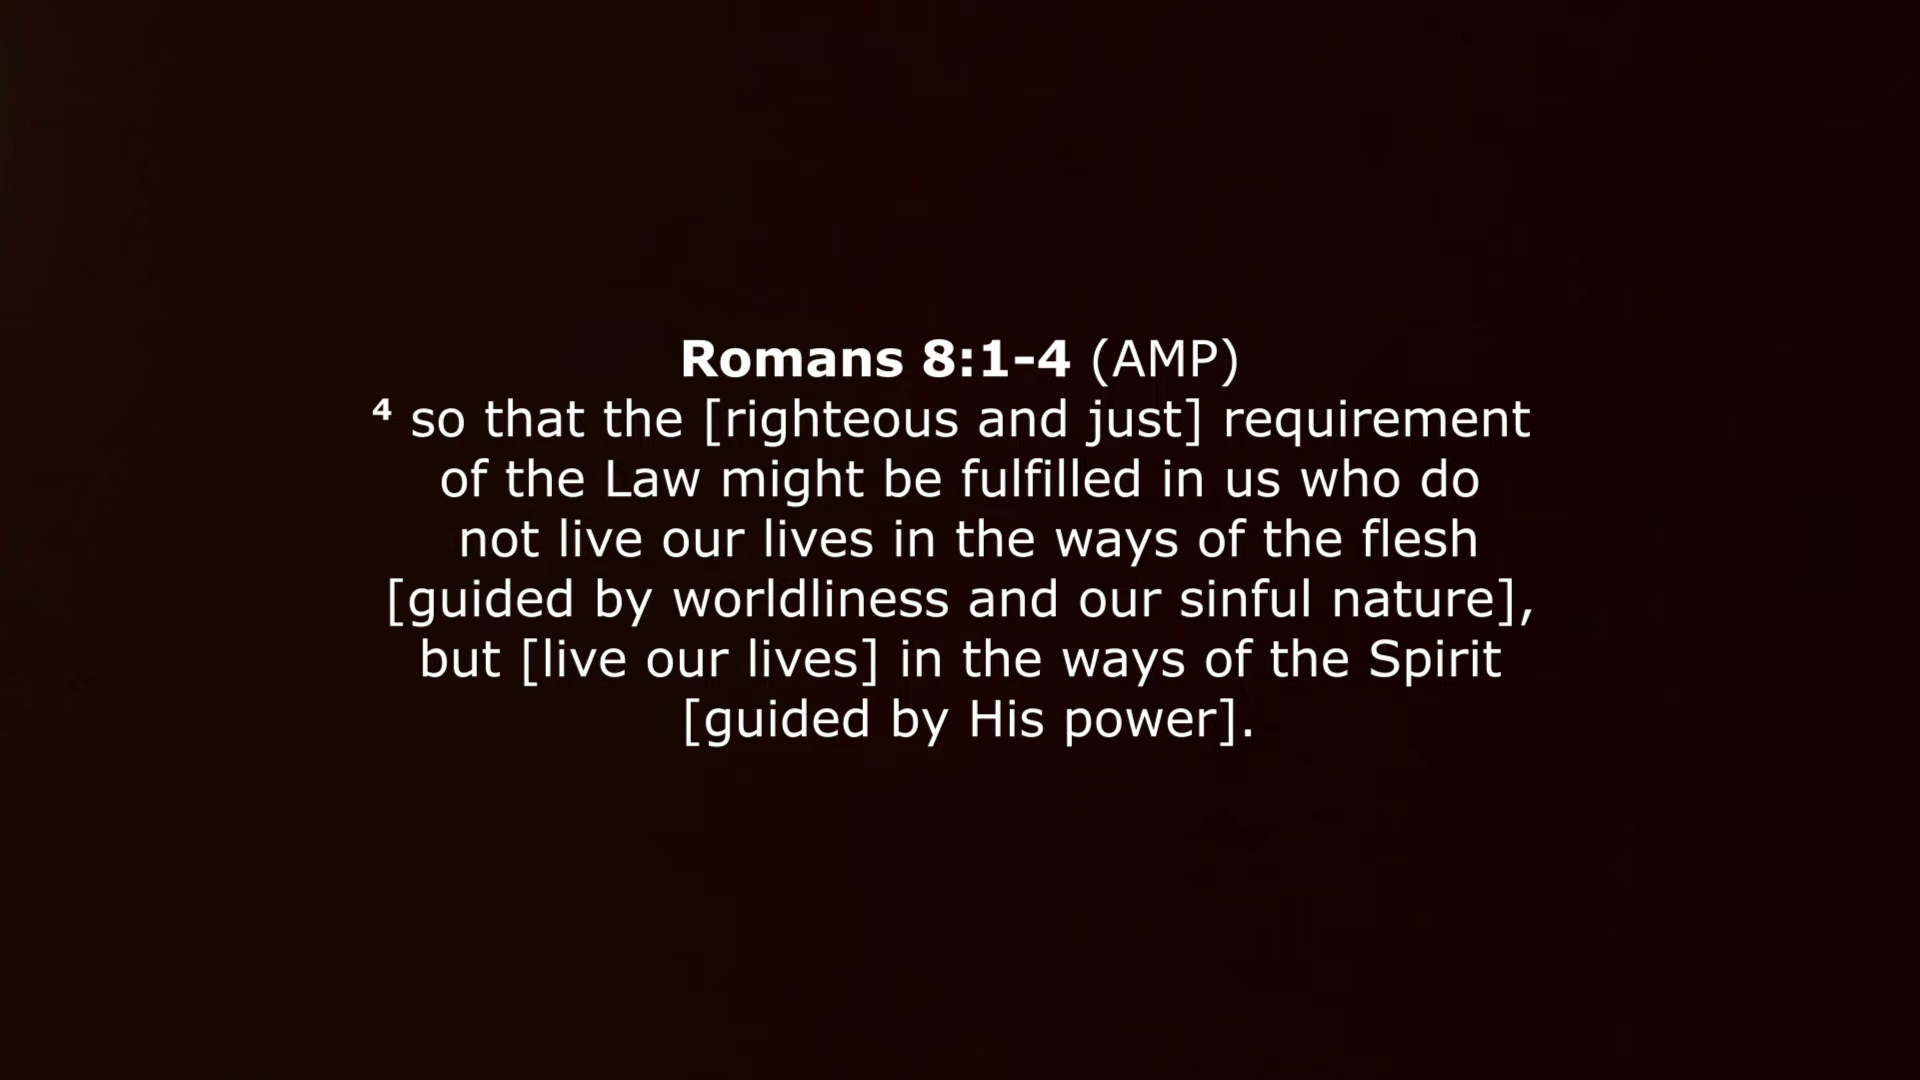 Romans 8:1-4 (AMP)
⁴ so that the [righteous and just] requirement
of the Law might be fulfilled in us who do
not live our lives in the ways of the flesh
[guided by worldliness and our sinful nature],
but [live our lives] in the ways of the Spirit
[guided by His power].